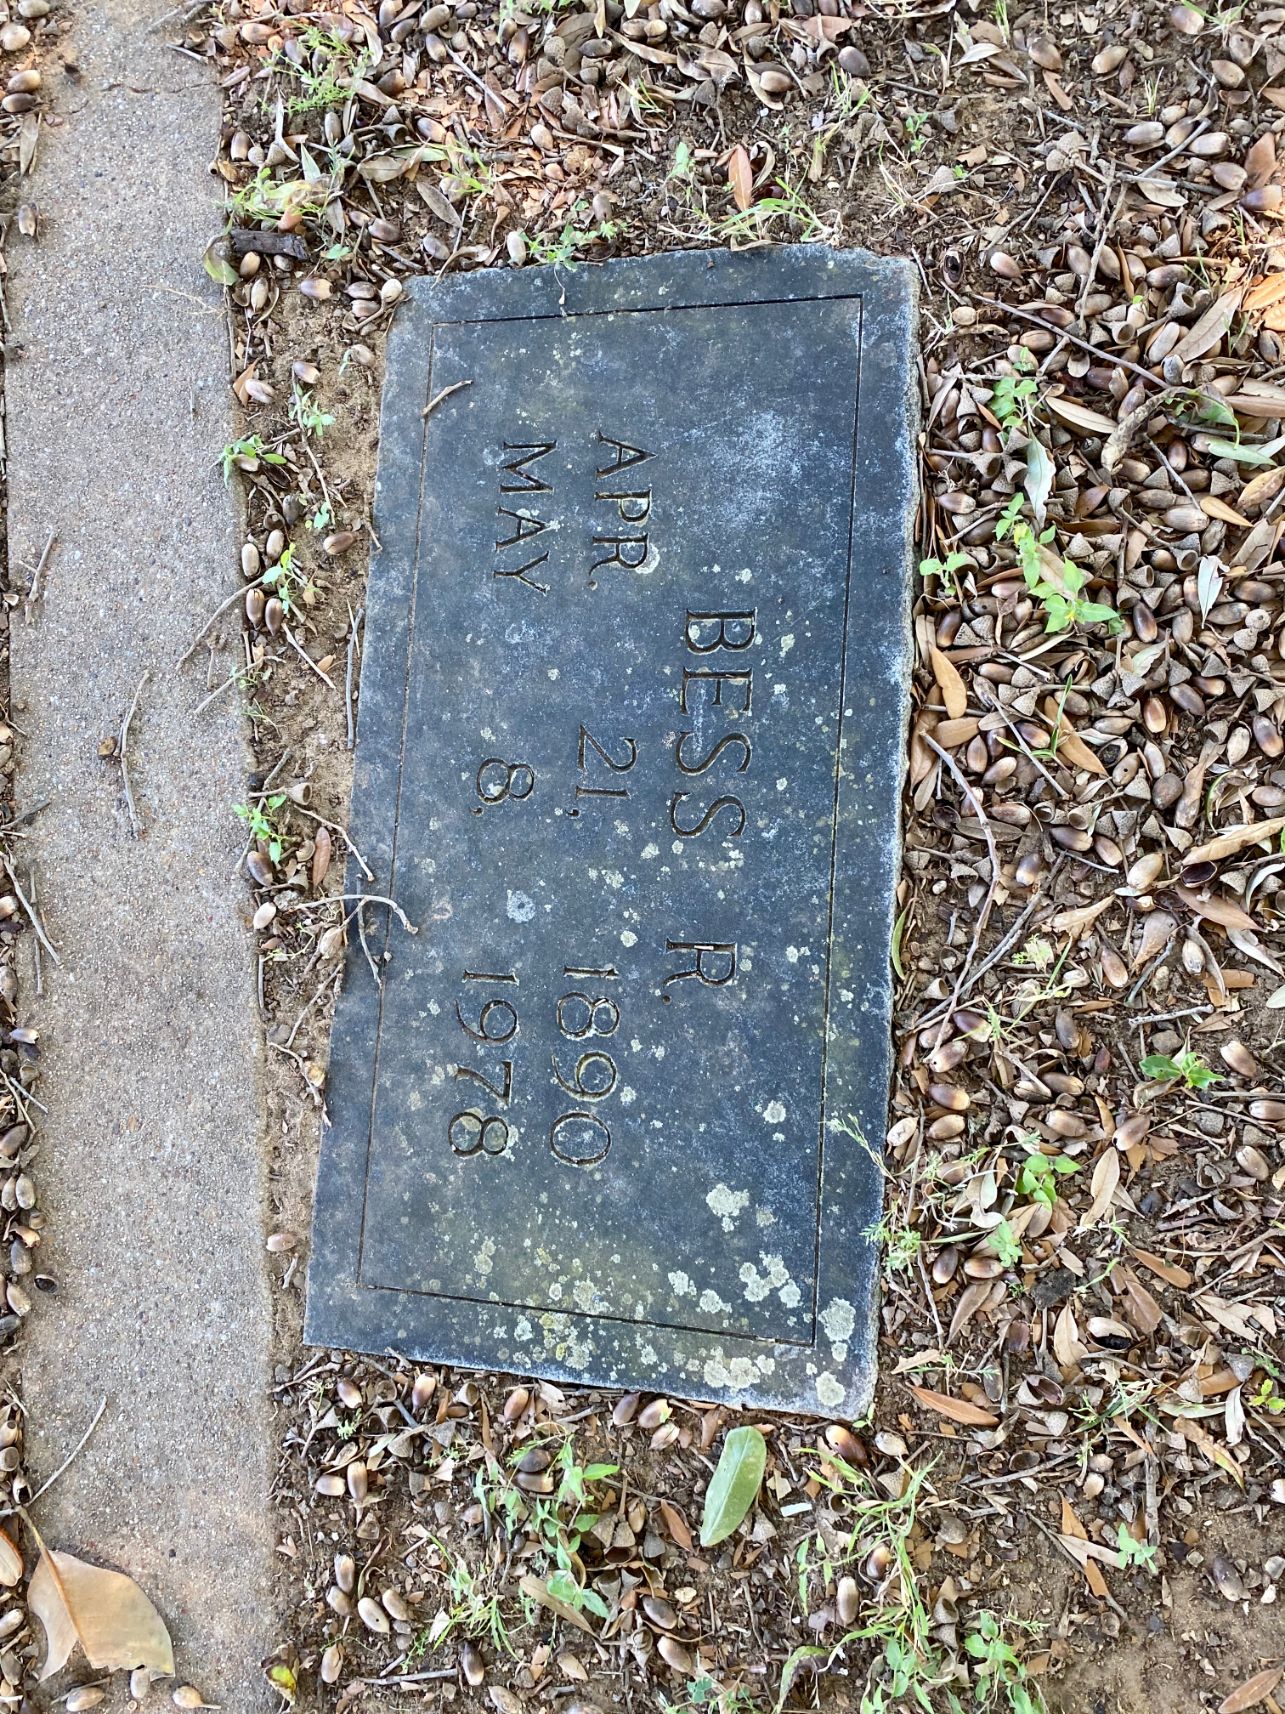 BESS R.
APR. 21, 1890
MAY 8, 1978